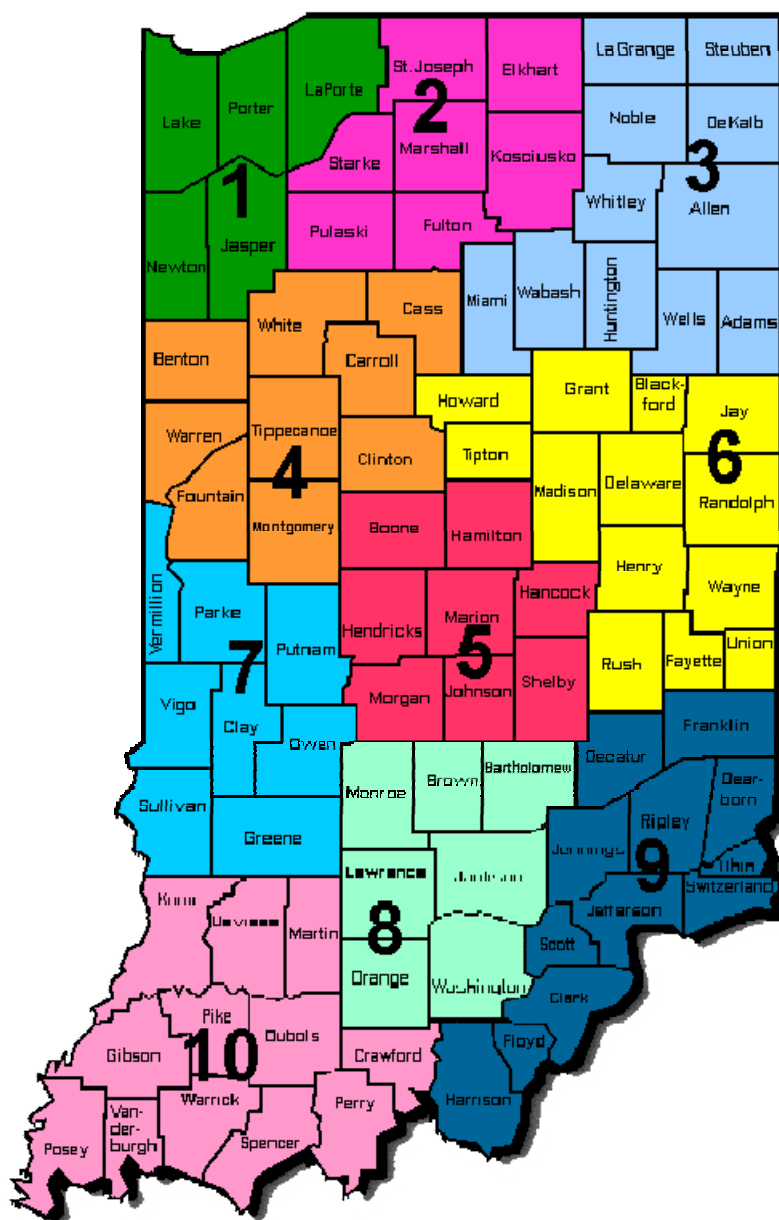 LaGrange
Steuben
St. Joseph
Elkhart
LaPorte
Porter
Lake
2
Noble
DeKalb
Marshall
Kosciusko
Starke
3
1
Whitley
Allen
Pulaski
Fulton
Jasper
Newton
Miami
Wabash
Huntington
White
Cass
Wells
Adams
Benton
Carroll
Howard
Grant
Black-
ford
Jay
Warren
Tippecanoe
Clinton
Tipton
4
6
Fountain
Madison
Delaware
Randolph
Montgomery
Boone
Hamilton
Vermillion
Parke
Henry
Wayne
Hancock
Putnam
Hendricks
Marion
7
5
Rush
Fayette
Union
Vigo
Morgan
Johnson
Shelby
Clay
Owen
Franklin
Decatur
Monroe
Brown
Bartholomew
Dear-
born
Sullivan
Greene
Ripley
Jennings
9
Lawrence
Switzerland
Jefferson
Martin
8
Scott
Orange
Washington
Clark
Pike
Dubois
10
Gibson
Crawford
Floyd
Warrick
Perry
Harrison
Van-
der-
burgh
Posey
Spencer